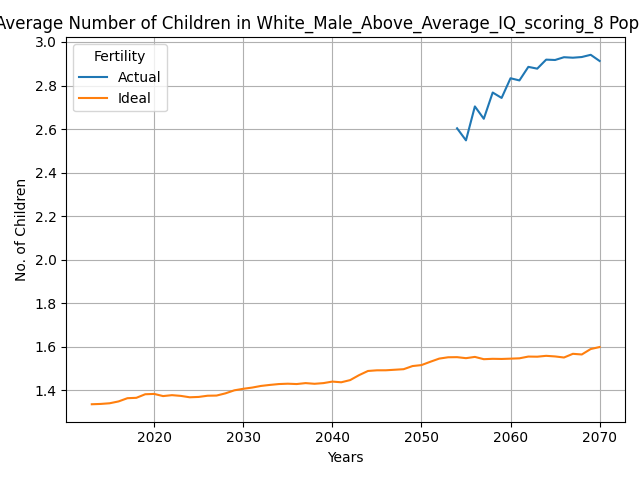 Average Number of Children in White_Male_Above_Average_IQ_scoring_8 Pop
3.0
2.8
2.6
2.4
2.2
2.0
1.8
1.6
1.4
No. of Children
Fertility
Actual
Ideal
2020 2030 2040 2050 2060 2070
Years